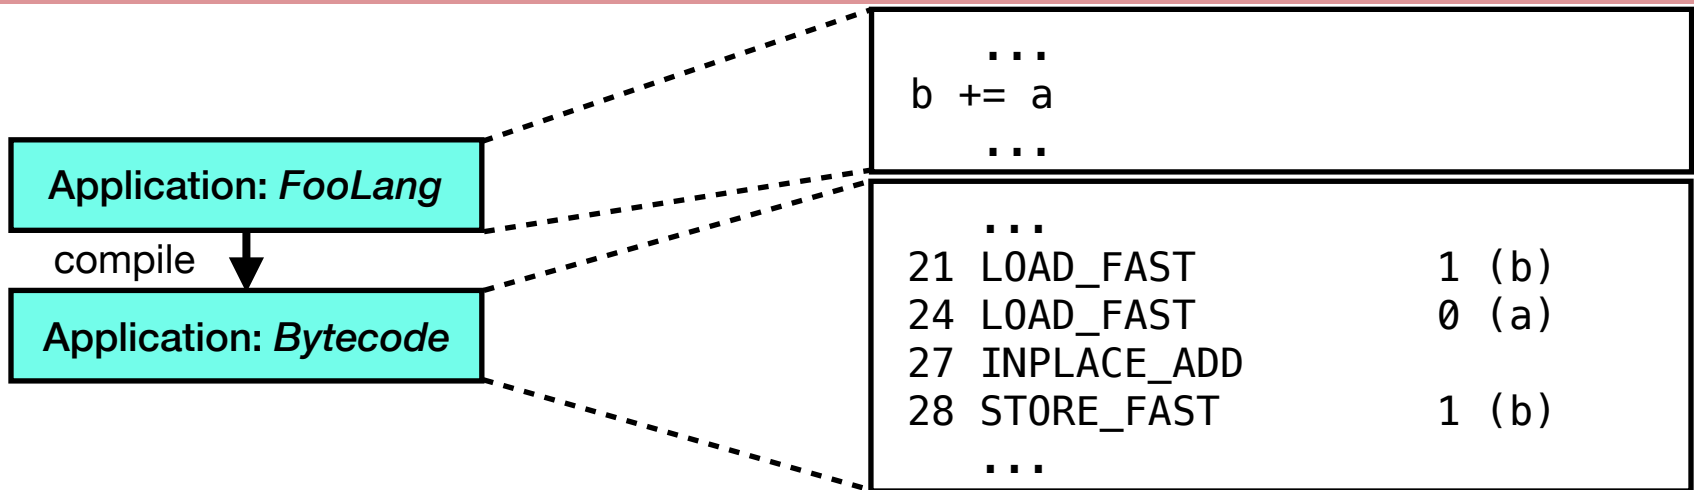 Application: FooLang
compile
Application: Bytecode
...
b += a
...
...
21 LOAD_FAST 1 (b)
24 LOAD_FAST 0 (a)
27 INPLACE_ADD
28 STORE_FAST 1 (b)
...